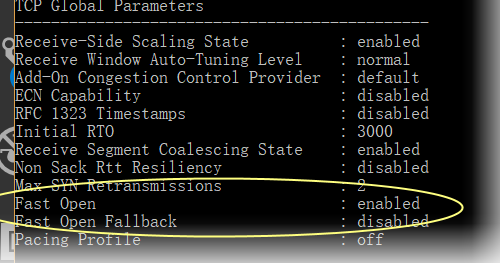 TCP Global Parameters
----------------------------------------------
Receive-Side Scaling State : enabled
Receive Window Auto-Tuning Level : normal
Add-On Congestion Control Provider : default
ECN Capability : disabled
RFC 1323 Timestamps : disabled
Initial RTO : 3000
Receive Segment Coalescing State : enabled
Non Sack Rtt Resiliency : disabled
Max SYN Retransmissions : 2
Fast Open : enabled
Fast Open Fallback : disabled
Pacing Profile : off